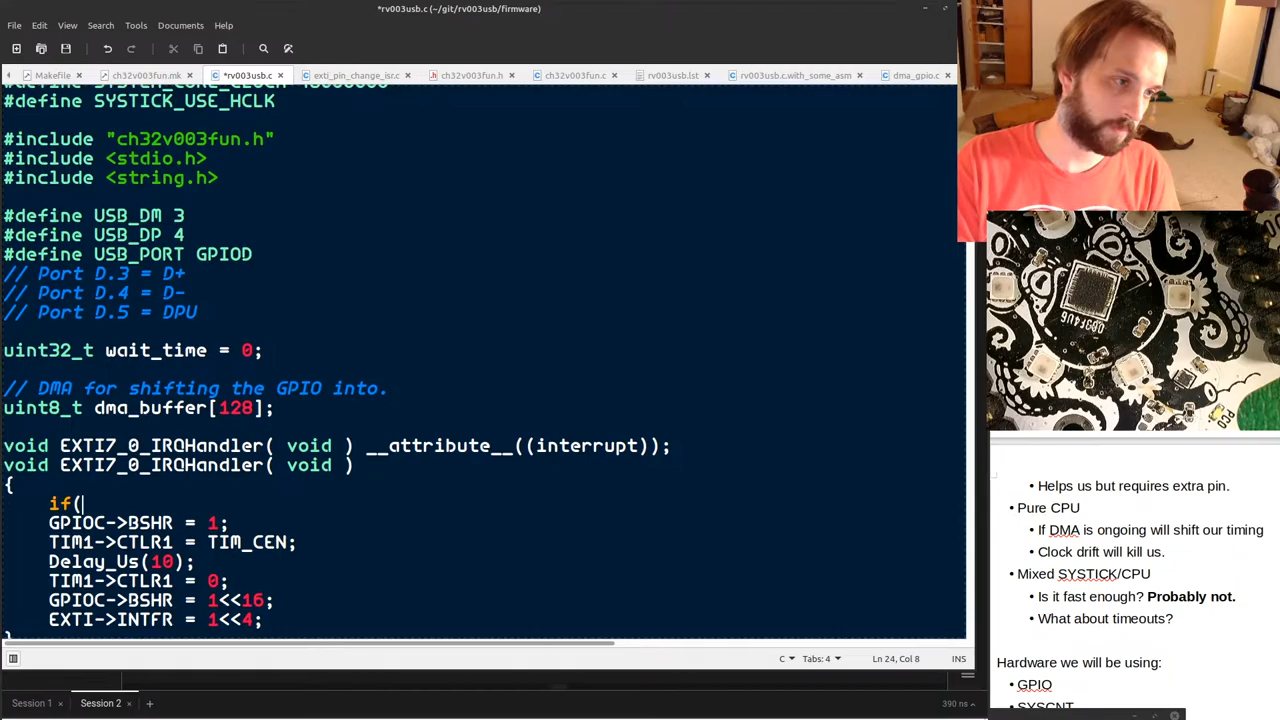 *rv003usb.c (~/git/rv003usb/firmware)
File Edit View Search Tools Documents Help
Makefile × ch32v003fun.mk × *rv003usb.c × exti_pin_change_isr.c × ch32v003fun.h × ch32v003fun.c × rv003usb.lst × rv003usb.c.with_some_asm × dma_gpio.c ×
#define SYSTEM_CORE_CLOCK 48000000
#define SYSTICK_USE_HCLK
#include "ch32v003fun.h"
#include <stdio.h>
#include <string.h>
#define USB_DM 3
#define USB_DP 4
#define USB_PORT GPIOD
// Port D.3 = D+
// Port D.4 = D-
// Port D.5 = DPU
uint32_t wait_time = 0;
// DMA for shifting the GPIO into.
uint8_t dma_buffer[128];
void EXTI7_0_IRQHandler( void ) __attribute__((interrupt));
void EXTI7_0_IRQHandler( void )
{
if(
GPIOC->BSHR = 1;
TIM1->CTLR1 = TIM_CEN;
Delay_Us(10);
TIM1->CTLR1 = 0;
GPIOC->BSHR = 1<<16;
EXTI->INTFR = 1<<4;
}
C Tabs: 4 Ln 24, Col 8 INS
Session 1 × Session 2 × + 390 ns
• Helps us but requires extra pin.
• Pure CPU
• If DMA is ongoing will shift our timing
• Clock drift will kill us.
• Mixed SYSTICK/CPU
• Is it fast enough? Probably not.
• What about timeouts?
Hardware we will be using:
• GPIO
• SYSCNT